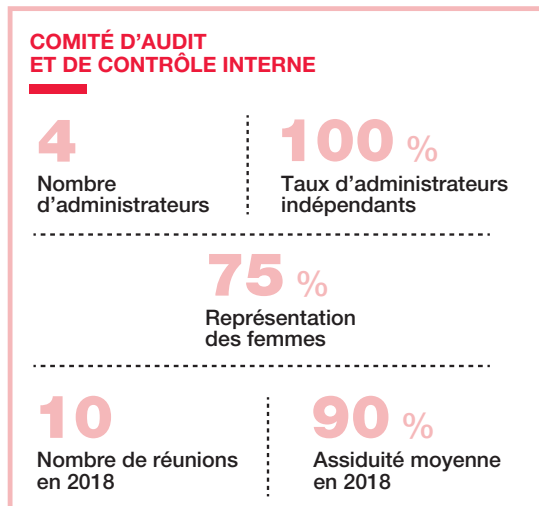 COMITÉ D'AUDIT
ET DE CONTRÔLE INTERNE
4
Nombre
d'administrateurs
100 %
Taux d'administrateurs
indépendants
75 %
Représentation
des femmes
10
Nombre de réunions
en 2018
90 %
Assiduité moyenne
en 2018